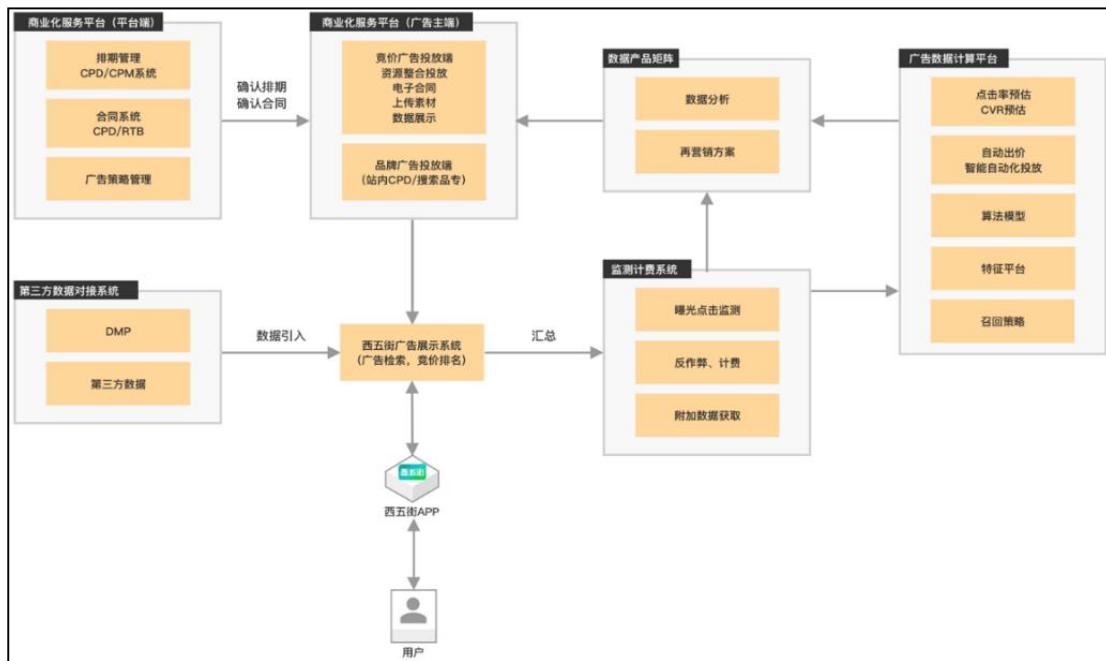 商业化服务平台（平台端）
排期管理
CPD/CPM系统
合同系统
CPD/RTB
广告策略管理
确认排期
确认合同
商业化服务平台（广告主端）
竞价广告投放端
资源整合投放
电子合同
上传素材
数据展示
品牌广告投放端
（站内CPD/搜索品专）
数据产品矩阵
数据分析
再营销方案
广告数据计算平台
点击率预估
CVR预估
自动出价
智能自动化投放
算法模型
特征平台
召回策略
第三方数据对接系统
DMP
第三方数据
数据引入
西五街广告展示系统
（广告检索，竞价排名）
汇总
监测计费系统
曝光点击监测
反作弊、计费
附加数据获取
西五街
西五街APP
用户